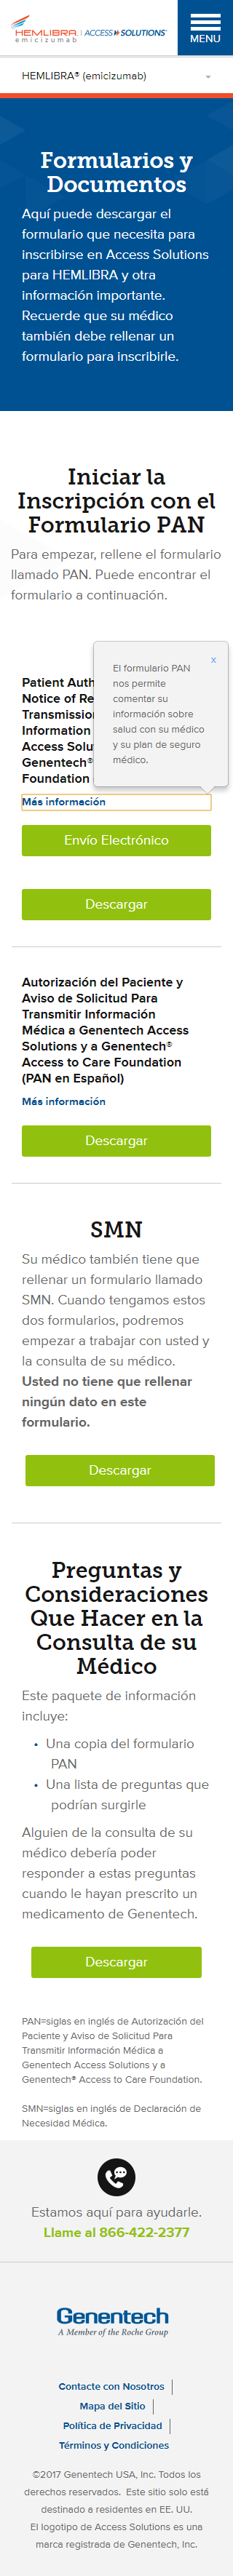 HEMLIBRA® | ACCESS SOLUTIONS®
emicizumab
MENU
HEMLIBRA® (emicizumab)
Formularios y
Documentos
Aquí puede descargar el
formulario que necesita para
inscribirse en Access Solutions
para HEMLIBRA y otra
información importante.
Recuerde que su médico
también debe rellenar un
formulario para inscribirle.
Iniciar la
Inscripción con el
Formulario PAN
Para empezar, rellene el formulario
llamado PAN. Puede encontrar el
formulario a continuación.
x
El formulario PAN
nos permite
comentar su
información sobre
salud con su médico
y su plan de seguro
médico.
Patient Auth
Notice of Re
Transmission
Information
Access Solu
Genentech®
Foundation
Más información
Envío Electrónico
Descargar
Autorización del Paciente y
Aviso de Solicitud Para
Transmitir Información
Médica a Genentech Access
Solutions y a Genentech®
Access to Care Foundation
(PAN en Español)
Más información
Descargar
SMN
Su médico también tiene que
rellenar un formulario llamado
SMN. Cuando tengamos estos
dos formularios, podremos
empezar a trabajar con usted y
la consulta de su médico.
Usted no tiene que rellenar
ningún dato en este
formulario.
Descargar
Preguntas y
Consideraciones
Que Hacer en la
Consulta de su
Médico
Este paquete de información
incluye:
• Una copia del formulario
PAN
• Una lista de preguntas que
podrían surgirle
Alguien de la consulta de su
médico debería poder
responder a estas preguntas
cuando le hayan prescrito un
medicamento de Genentech.
Descargar
PAN=siglas en inglés de Autorización del
Paciente y Aviso de Solicitud Para
Transmitir Información Médica a
Genentech Access Solutions y a
Genentech® Access to Care Foundation.
SMN=siglas en inglés de Declaración de
Necesidad Médica.
Estamos aquí para ayudarle.
Llame al 866-422-2377
Genentech
A Member of the Roche Group
Contacte con Nosotros
Mapa del Sitio
Política de Privacidad
Términos y Condiciones
©2017 Genentech USA, Inc. Todos los
derechos reservados. Este sitio solo está
destinado a residentes en EE. UU.
El logotipo de Access Solutions es una
marca registrada de Genentech, Inc.